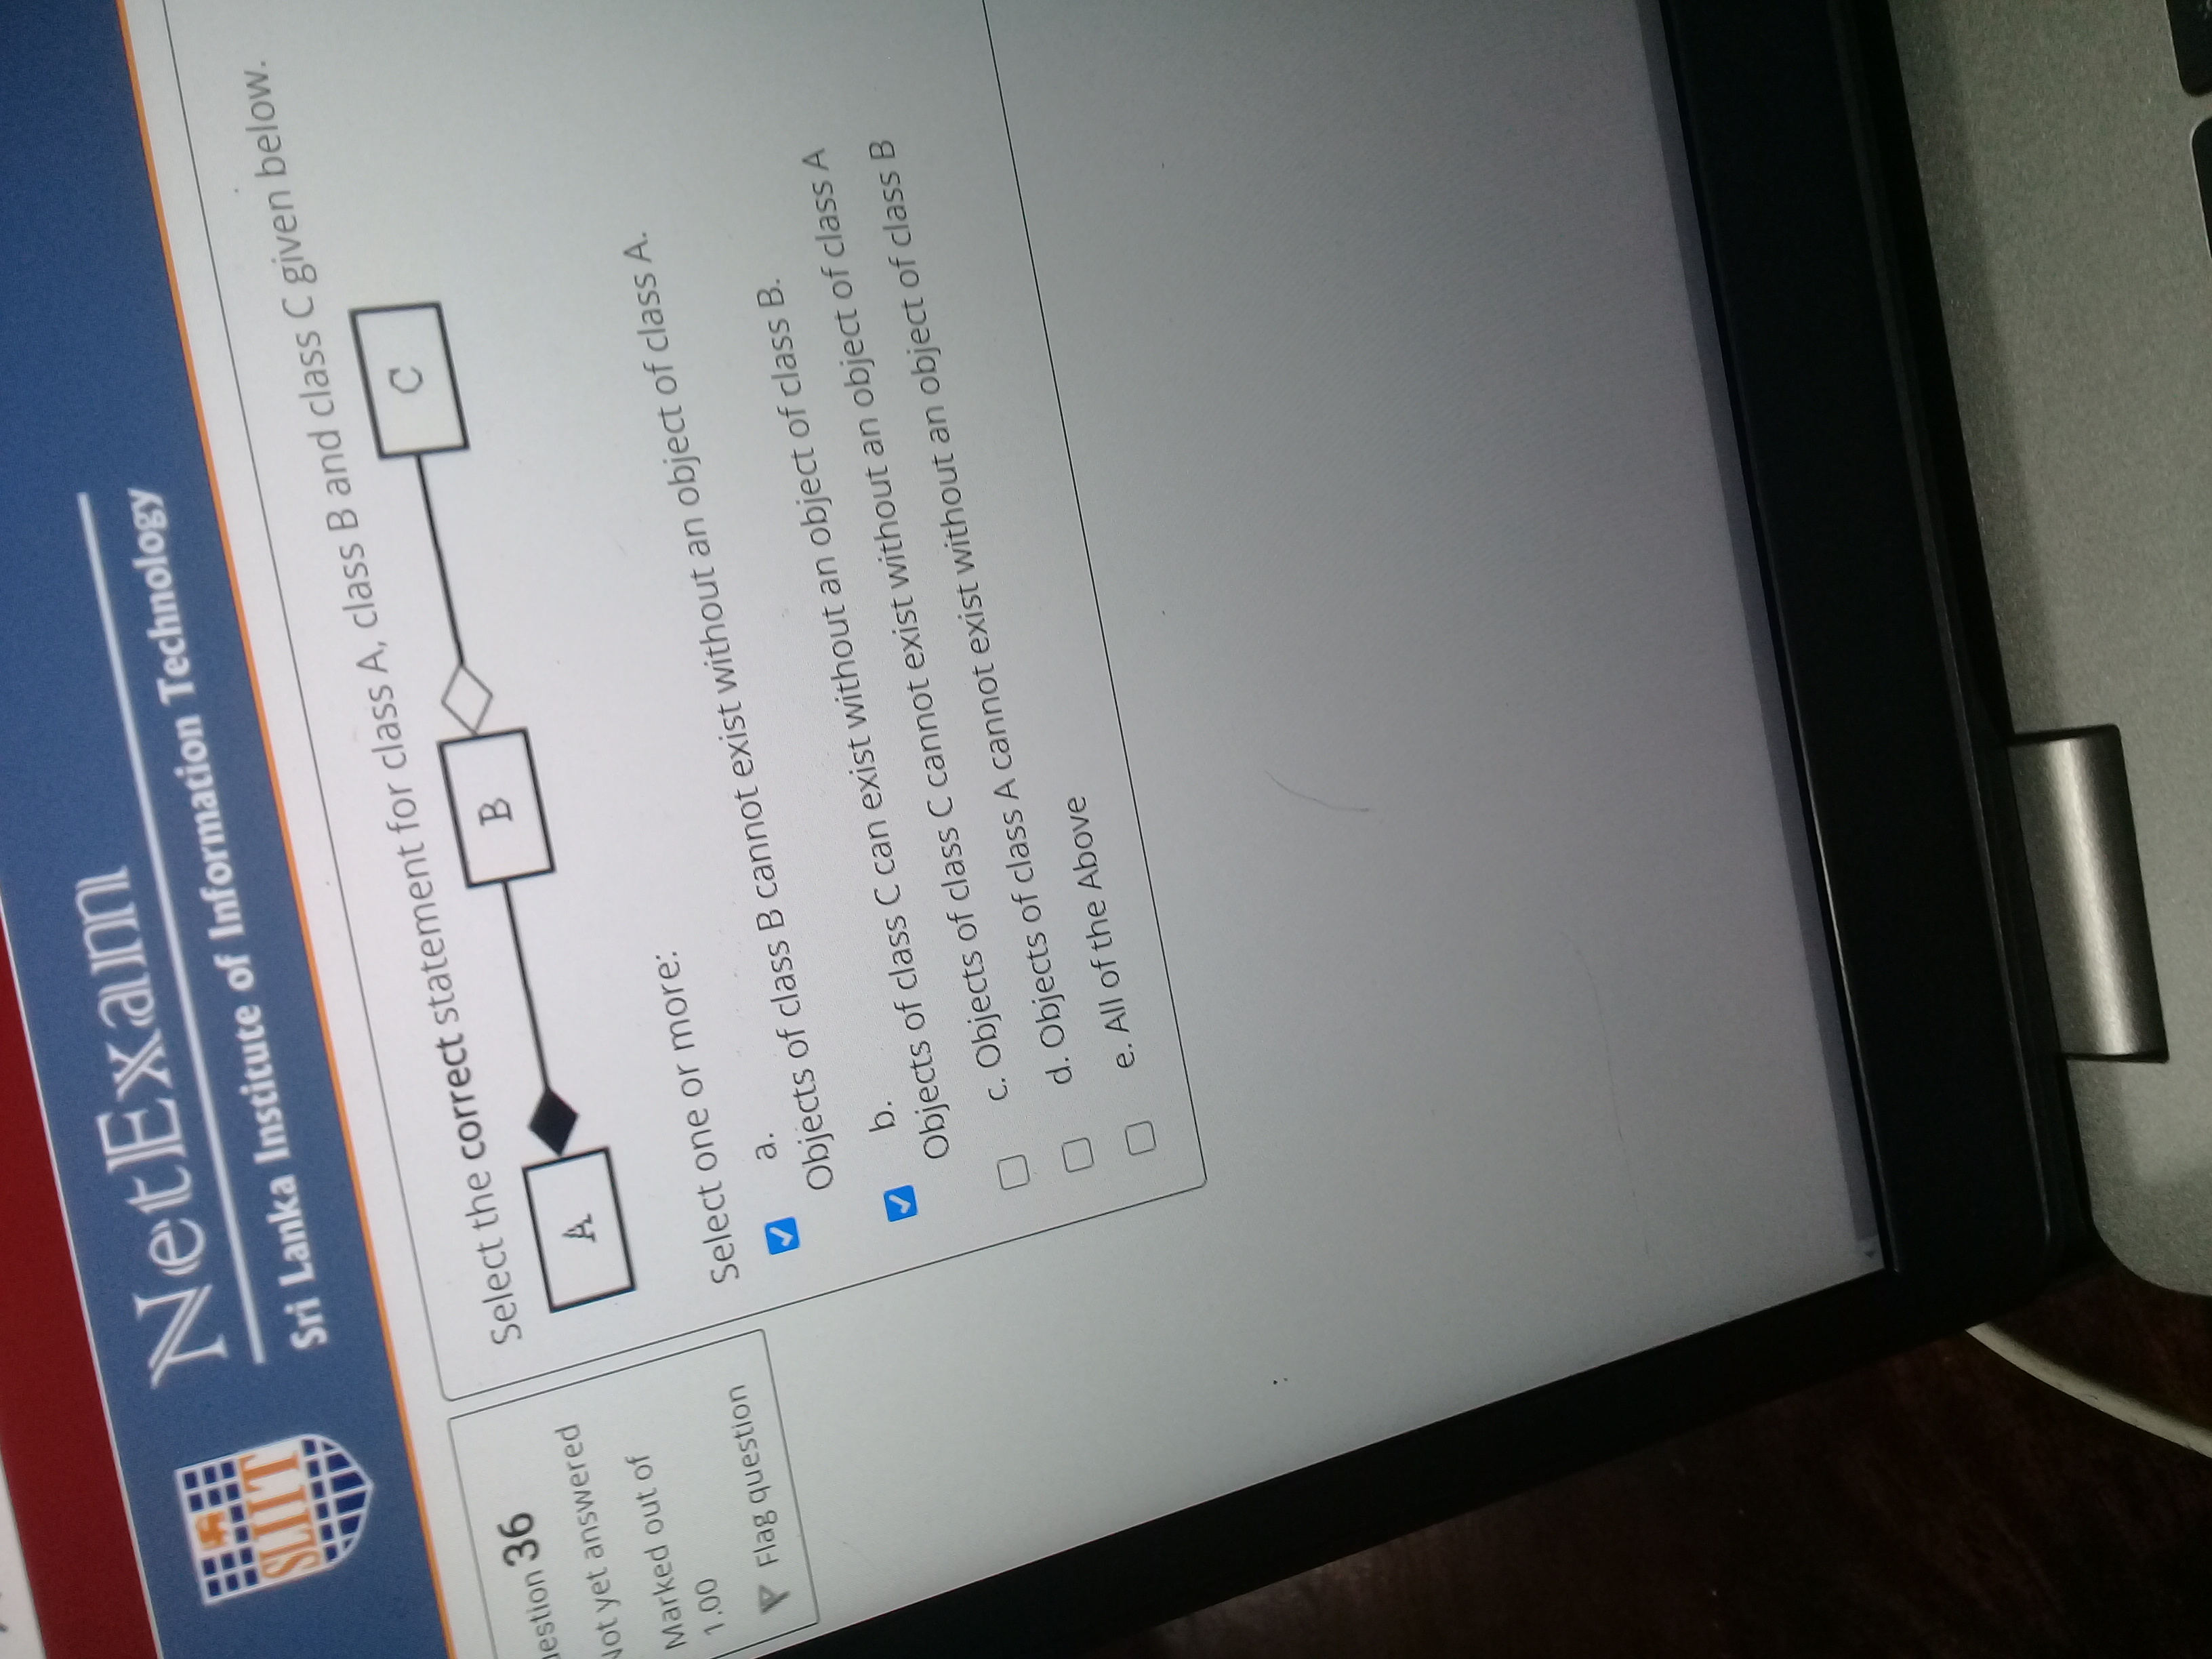 NetExam
Sri Lanka Institute of Information Technology
SLIIT
36
Not yet answered
Marked out of
1.00
Flag question
Select the correct statement for class A, class B and class C given below.
A
B
C
Select one or more:
a.
Objects of class B cannot exist without an object of class A.
b.
Objects of class C can exist without an object of class B.
c. Objects of class C cannot exist without an object of class A
d. Objects of class A cannot exist without an object of class B
e. All of the Above